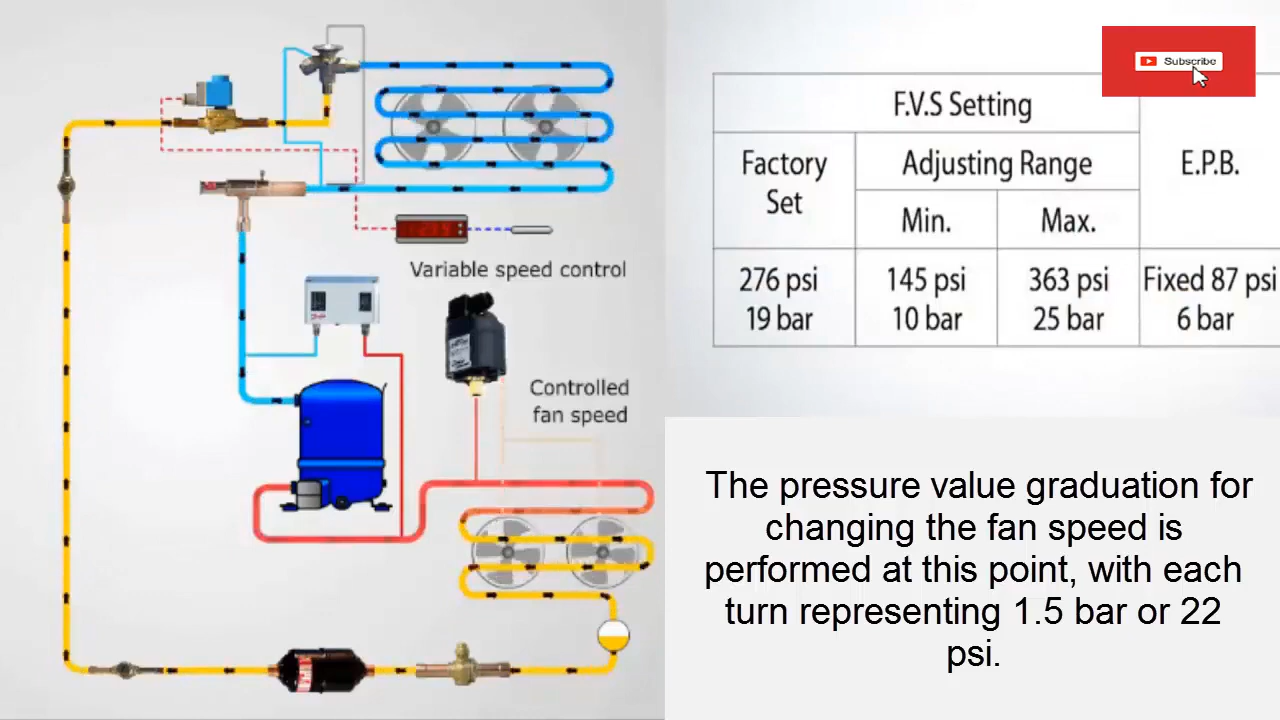 Subscribe
F.V.S Setting
Factory
Set
Adjusting Range
E.P.B.
Min.
Max.
276 psi
145 psi
363 psi
Fixed 87 psi
19 bar
10 bar
25 bar
6 bar
Variable speed control
Controlled
fan speed
The pressure value graduation for
changing the fan speed is
performed at this point, with each
turn representing 1.5 bar or 22
psi.